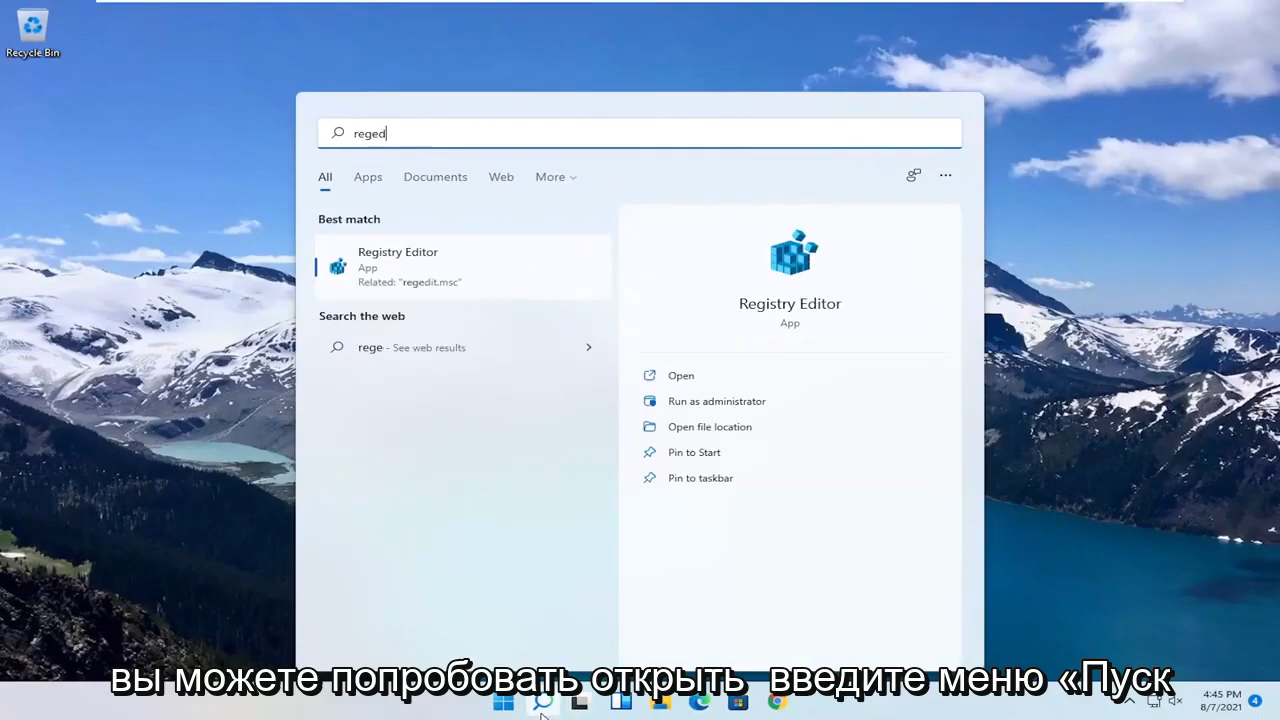 Recycle Bin
reged
All Apps Documents Web More
Best match
Registry Editor
App
Related: "regedit.msc"
Search the web
rege - See web results
Registry Editor
App
Open
Run as administrator
Open file location
Pin to Start
Pin to taskbar
вы можете попробовать открыть введите меню «Пуск
4:45 PM
8/7/2021
4